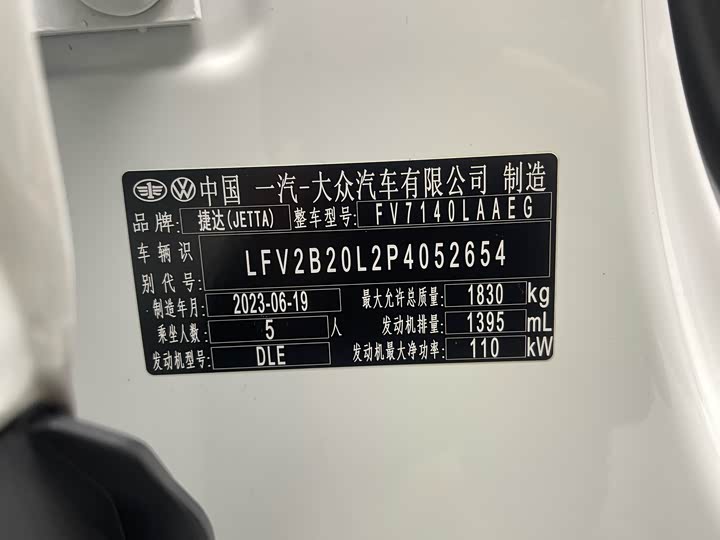 中国 一汽-大众汽车有限公司 制造
品牌: 捷达(JETTA) 整车型号: FV7140LAAEG
车辆识别代号: LFV2B20L2P4052654
制造年月: 2023-06-19 最大允许总质量: 1830 kg
乘坐人数: 5 人 发动机排量: 1395 mL
发动机型号: DLE 发动机最大净功率: 110 kW